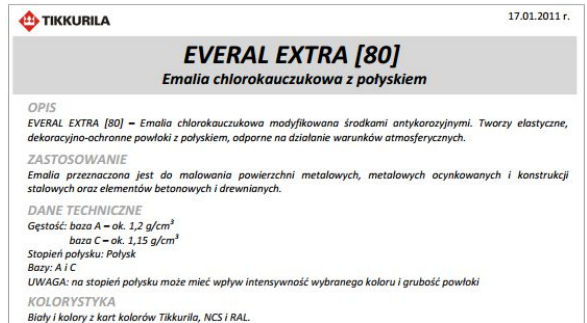 TIKKURILA
17.01.2011 r.
EVERAL EXTRA [80]
Emalia chlorokauczukowa z połyskiem
OPIS
EVERAL EXTRA [80] – Emalia chlorokauczukowa modyfikowana środkami antykorozyjnymi. Tworzy elastyczne,
dekoracyjno-ochronne powłoki z połyskiem, odporne na działanie warunków atmosferycznych.
ZASTOSOWANIE
Emalia przeznaczona jest do malowania powierzchni metalowych, metalowych ocynkowanych i konstrukcji
stalowych oraz elementów betonowych i drewnianych.
DANE TECHNICZNE
Gęstość: baza A – ok. 1,2 g/cm³
baza C – ok. 1,15 g/cm³
Stopień połysku: Połysk
Bazy: A i C
UWAGA: na stopień połysku może mieć wpływ intensywność wybranego koloru i grubość powłoki
KOLORYSTYKA
Biały i kolory z kart kolorów Tikkurila, NCS i RAL.